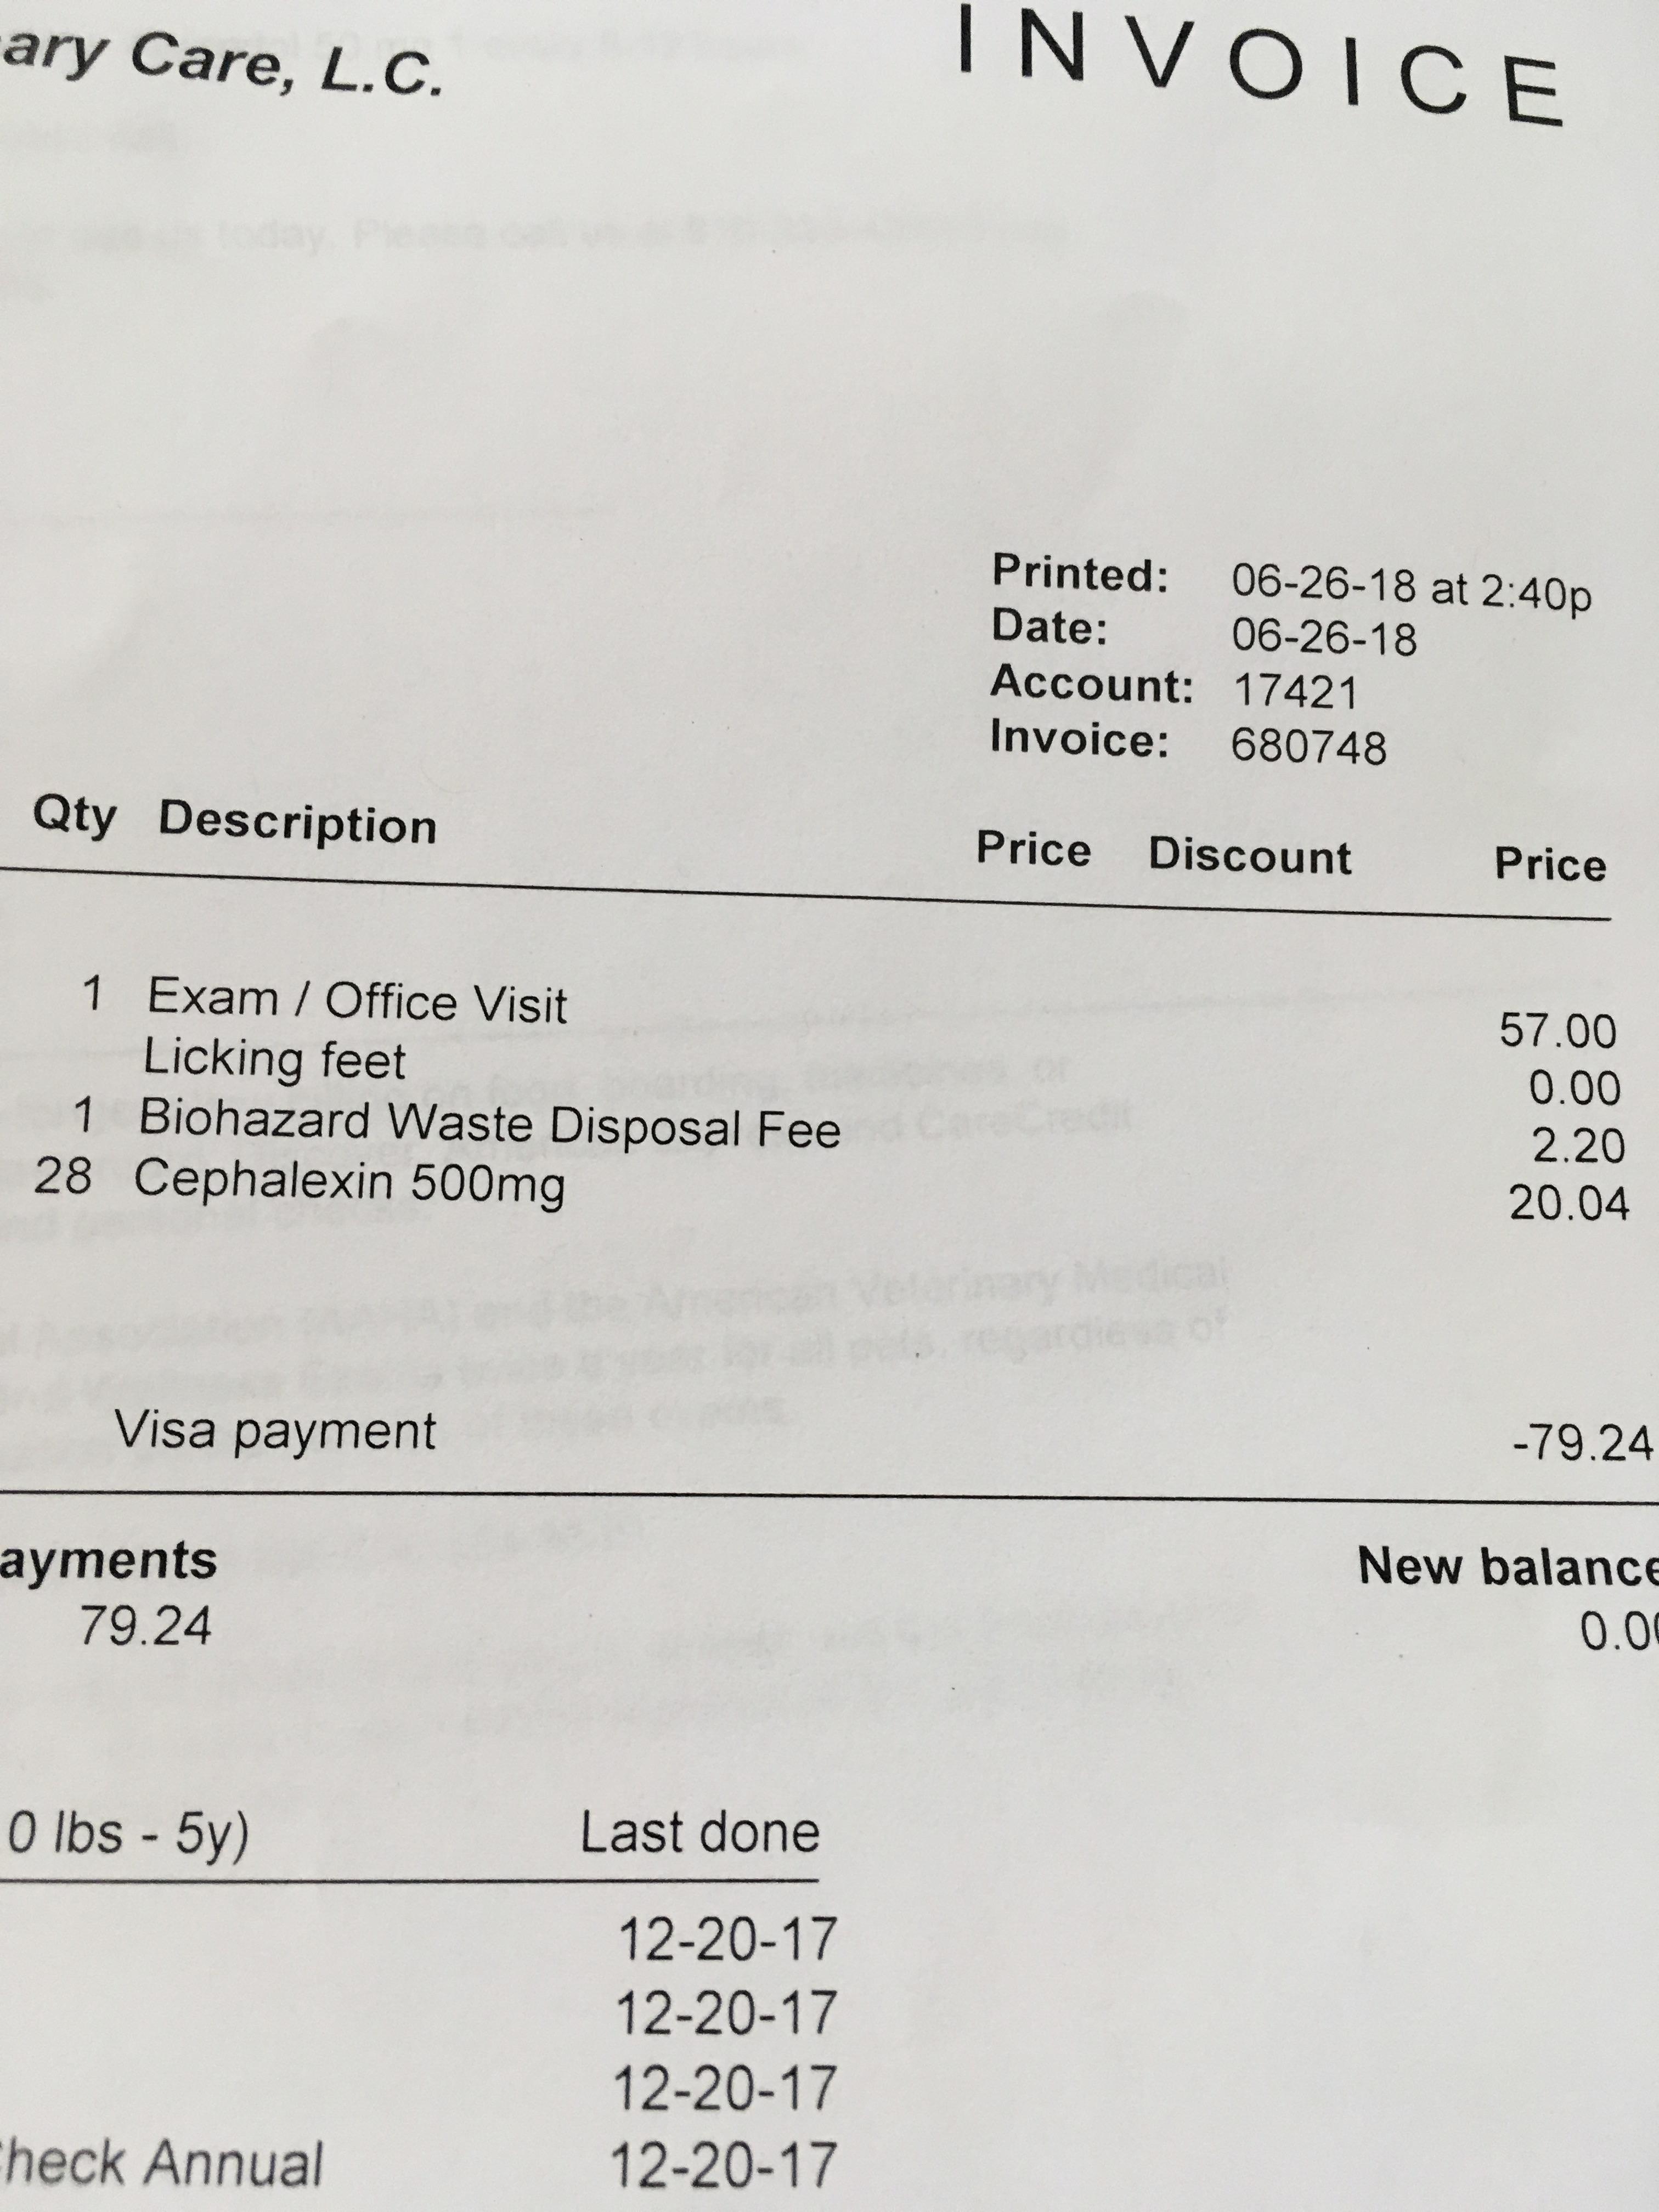 ary Care, L.C.
INVOICE
Printed: 06-26-18 at 2:40p
Date: 06-26-18
Account: 17421
Invoice: 680748
Qty Description Price Discount Price
1 Exam / Office Visit 57.00
Licking feet 0.00
1 Biohazard Waste Disposal Fee 2.20
28 Cephalexin 500mg 20.04
Visa payment -79.24
ayments New balance
79.24 0.00
0 lbs - 5y) Last done
12-20-17
12-20-17
12-20-17
heck Annual 12-20-17